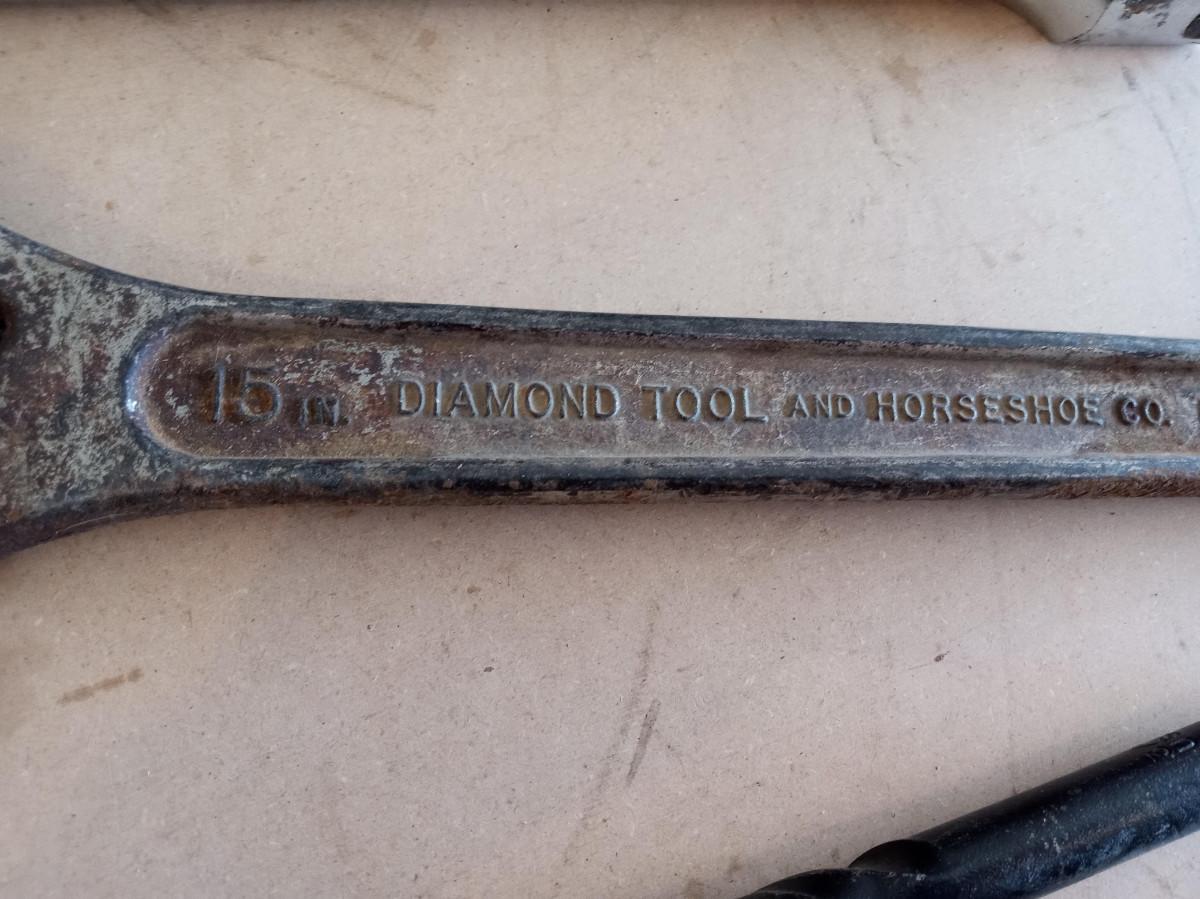 15 IN. DIAMOND TOOL AND HORSESHOE CO.